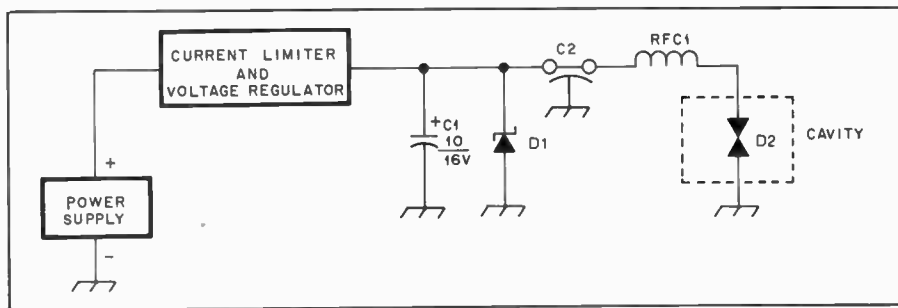 CURRENT LIMITER
AND
VOLTAGE REGULATOR
C2
RFC1
+C1
10
16V
D1
D2
CAVITY
+
POWER
SUPPLY
-